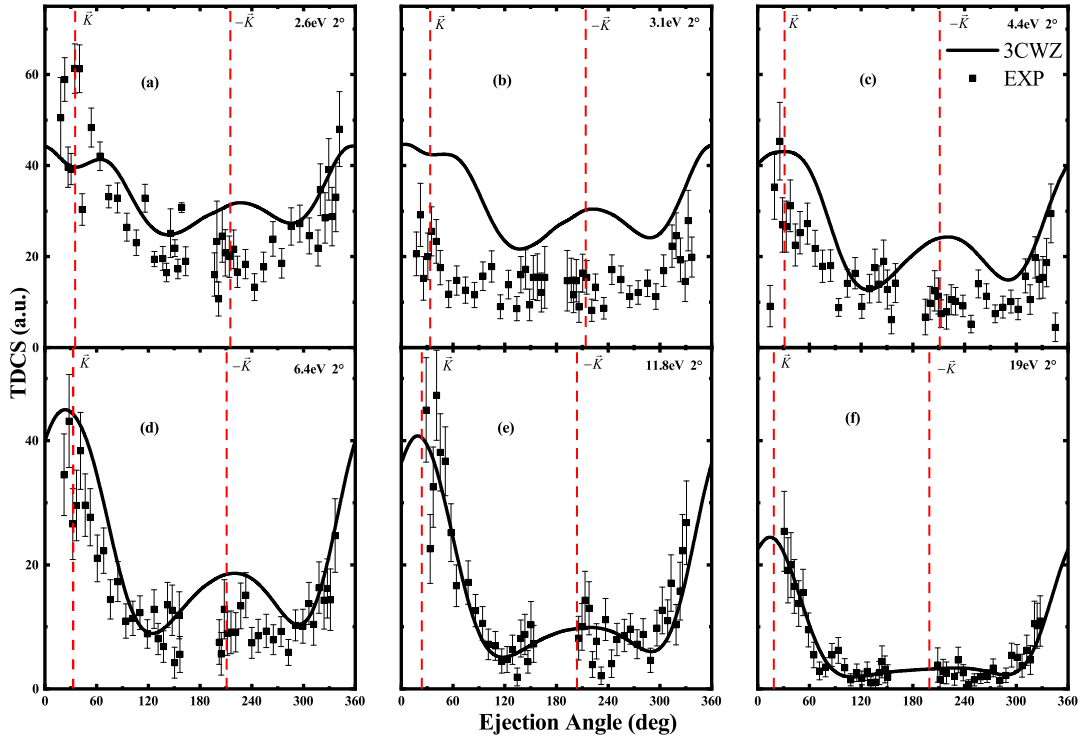 K⃗ −K⃗ 2.6eV 2°
K⃗ −K⃗ 3.1eV 2°
K⃗ −K⃗ 4.4eV 2°
3CWZ
EXP
(a)
(b)
(c)
60
40
20
0
TDCS (a.u.)
K⃗ −K⃗ 6.4eV 2°
K⃗ −K⃗ 11.8eV 2°
K⃗ −K⃗ 19eV 2°
(d)
(e)
(f)
40
20
0
0 60 120 180 240 300 360
0 60 120 180 240 300 360
0 60 120 180 240 300 360
Ejection Angle (deg)